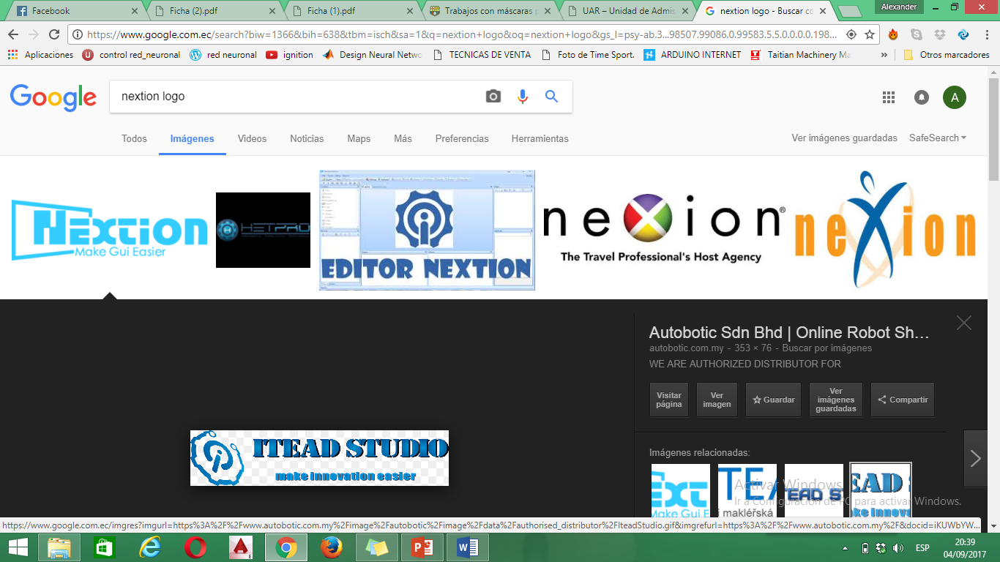 Facebook
Ficha (2).pdf
Ficha (1).pdf
Trabajos con máscaras p
UAR – Unidad de Admis
nextion logo - Buscar co
Alexander
https://www.google.com.ec/search?biw=1366&bih=638&tbm=isch&sa=1&q=nextion+logo&oq=nextion+logo&gs_l=psy-ab.3...98507.99086.0.99583.5.5.0.0.0.0.198...
Aplicaciones
control red_neuronal
red neuronal
ignition
Design Neural Netwo
TECNICAS DE VENTA
Foto de Time Sport.
ARDUINO INTERNET
Taitian Machinery Ma
»
Otros marcadores
Google
nextion logo
A
Todos
Imágenes
Videos
Noticias
Maps
Más
Preferencias
Herramientas
Ver imágenes guardadas
SafeSearch
Nextion
Make Gui Easier
HETPRO
EDITOR NEXTION
neXion®
The Travel Professional's Host Agency
neXion
Autobotic Sdn Bhd | Online Robot Sh...
autobotic.com.my - 353 × 76 - Buscar por imágenes
WE ARE AUTHORIZED DISTRIBUTOR FOR
Visitar página
Ver imagen
Guardar
Ver imágenes guardadas
Compartir
ITEAD STUDIO
make innovation easier
Imágenes relacionadas:
ext
Make Gui E
TEA
í makléřská
EAD S
EAD S
ke innova
Activar Windows
Ir a Configuración de PC para activar Windows.
https://www.google.com.ec/imgres?imgurl=https%3A%2F%2Fwww.autobotic.com.my%2Fimage%2Fautobotic%2Fimage%2Fdata%2Fauthorised_distributor%2FIteadStudio.gif&imgrefurl=https%3A%2F%2Fwww.autobotic.com.my%2F&docid=iKUWbYW...
ESP
20:39
04/09/2017